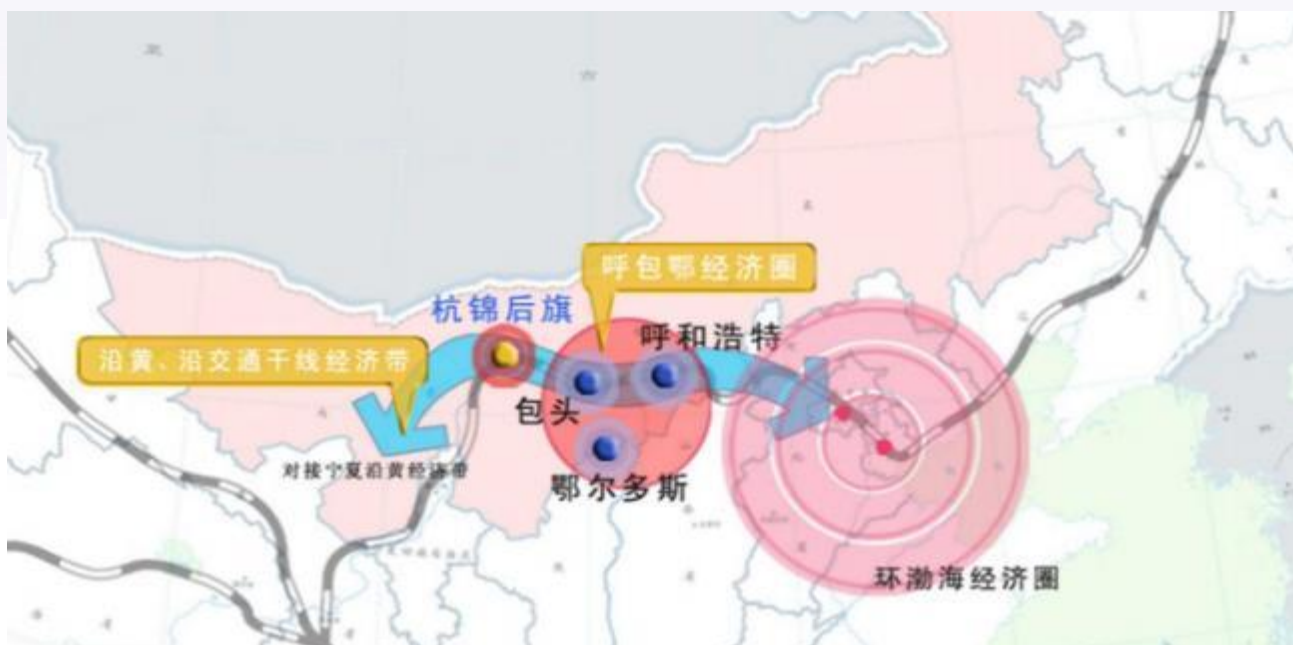 呼包鄂经济圈
杭锦后旗
呼和浩特
沿黄、沿交通干线经济带
包头
对接宁夏沿黄经济带
鄂尔多斯
环渤海经济圈